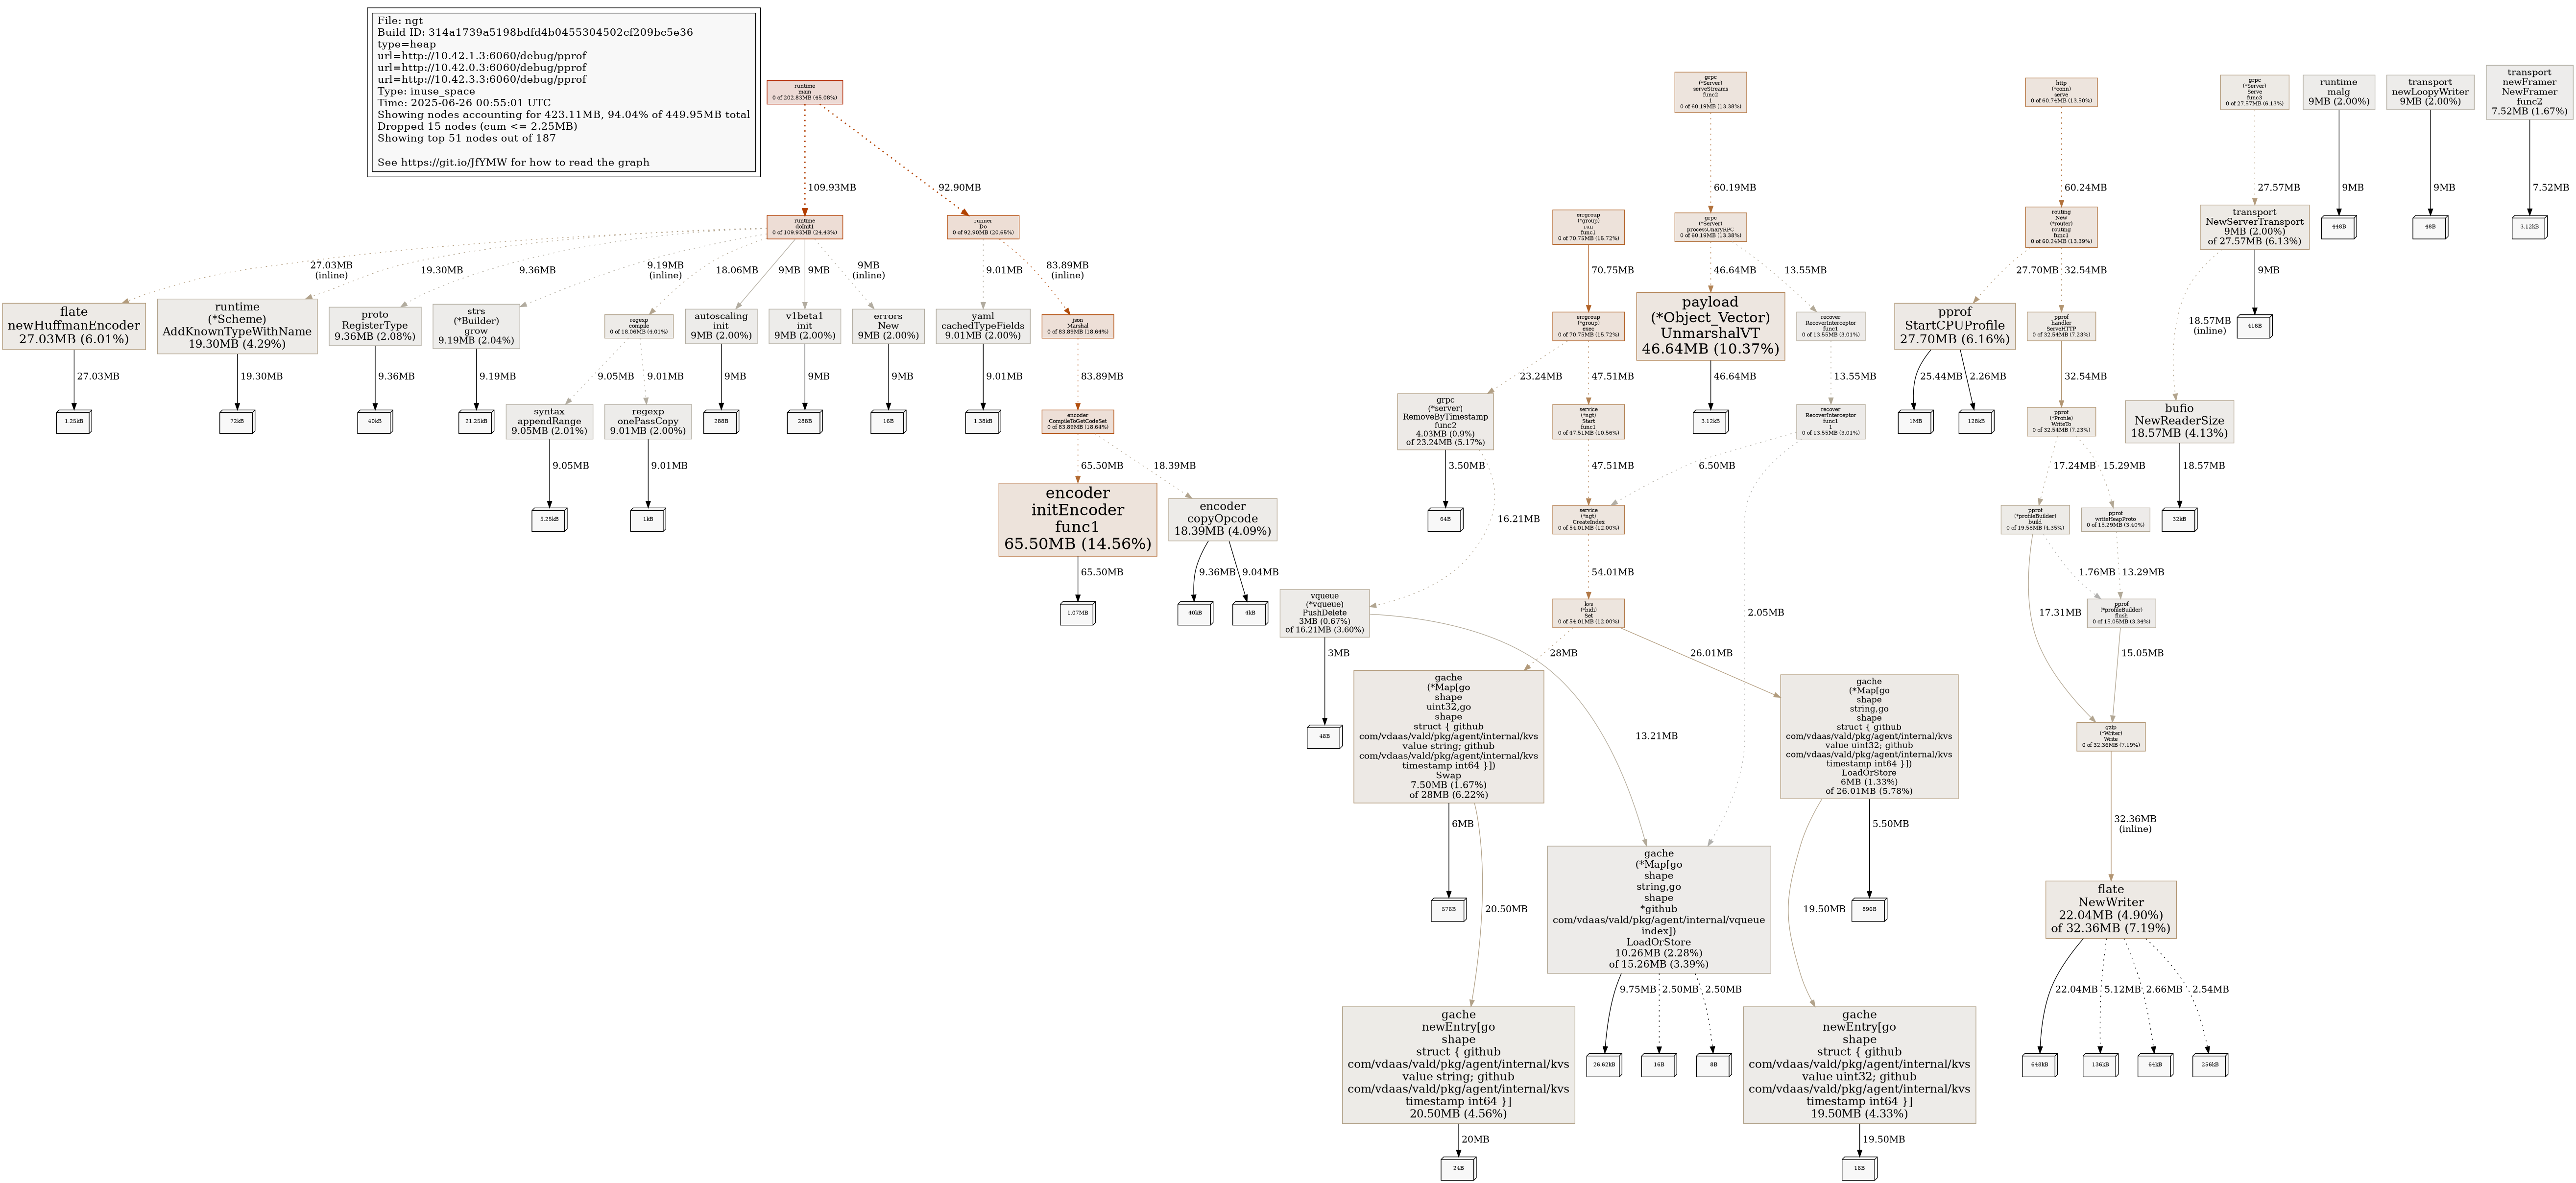 File: ngt
Build ID: 314a1739a5198bdfd4b0455304502cf209bc5e36
type=heap
url=http://10.42.1.3:6060/debug/pprof
url=http://10.42.0.3:6060/debug/pprof
url=http://10.42.3.3:6060/debug/pprof
Type: inuse_space
Time: 2025-06-26 00:55:01 UTC
Showing nodes accounting for 423.11MB, 94.04% of 449.95MB total
Dropped 15 nodes (cum <= 2.25MB)
Showing top 51 nodes out of 187
See https://git.io/JfYMW for how to read the graph
runtime
main
0 of 202.83MB (45.08%)
grpc
(*Server)
serveStreams
func2
1
0 of 60.19MB (13.38%)
http
(*conn)
serve
0 of 60.74MB (13.50%)
grpc
(*Server)
Serve
func3
0 of 27.57MB (6.13%)
runtime
malg
9MB (2.00%)
transport
newLoopyWriter
9MB (2.00%)
transport
newFramer
NewFramer
func2
7.52MB (1.67%)
109.93MB
92.90MB
60.19MB
60.24MB
27.57MB
9MB
9MB
7.52MB
runtime
doInit1
0 of 109.93MB (24.43%)
runner
Do
0 of 92.90MB (20.65%)
errgroup
(*group)
run
func1
0 of 70.75MB (15.72%)
grpc
(*Server)
processUnaryRPC
0 of 60.19MB (13.38%)
routing
New
(*router)
routing
func1
0 of 60.24MB (13.39%)
transport
NewServerTransport
9MB (2.00%)
of 27.57MB (6.13%)
448B
48B
3.12kB
27.03MB
(inline)
19.30MB
9.36MB
9.19MB
(inline)
18.06MB
9MB
9MB
9MB
(inline)
9.01MB
83.89MB
(inline)
70.75MB
46.64MB
13.55MB
27.70MB
32.54MB
18.57MB
(inline)
9MB
flate
newHuffmanEncoder
27.03MB (6.01%)
runtime
(*Scheme)
AddKnownTypeWithName
19.30MB (4.29%)
proto
RegisterType
9.36MB (2.08%)
strs
(*Builder)
grow
9.19MB (2.04%)
regexp
compile
0 of 18.06MB (4.01%)
autoscaling
init
9MB (2.00%)
v1beta1
init
9MB (2.00%)
errors
New
9MB (2.00%)
yaml
cachedTypeFields
9.01MB (2.00%)
json
Marshal
0 of 83.89MB (18.64%)
errgroup
(*group)
exec
0 of 70.75MB (15.72%)
payload
(*Object_Vector)
UnmarshalVT
46.64MB (10.37%)
recover
RecoverInterceptor
func1
0 of 13.55MB (3.01%)
pprof
StartCPUProfile
27.70MB (6.16%)
pprof
handler
ServeHTTP
0 of 32.54MB (7.23%)
416B
27.03MB
19.30MB
9.36MB
9.19MB
9.05MB
9.01MB
9MB
9MB
9MB
9.01MB
83.89MB
23.24MB
47.51MB
46.64MB
13.55MB
25.44MB
2.26MB
32.54MB
1.25kB
72kB
40kB
21.25kB
syntax
appendRange
9.05MB (2.01%)
regexp
onePassCopy
9.01MB (2.00%)
288B
288B
16B
1.38kB
encoder
CompileToGetCodeSet
0 of 83.89MB (18.64%)
grpc
(*server)
RemoveByTimestamp
func2
4.03MB (0.9%)
of 23.24MB (5.17%)
service
(*ngt)
Start
func1
0 of 47.51MB (10.56%)
3.12kB
recover
RecoverInterceptor
func1
1
0 of 13.55MB (3.01%)
1MB
128kB
pprof
(*Profile)
WriteTo
0 of 32.54MB (7.23%)
bufio
NewReaderSize
18.57MB (4.13%)
9.05MB
9.01MB
65.50MB
18.39MB
3.50MB
47.51MB
6.50MB
17.24MB
15.29MB
18.57MB
5.25kB
1kB
encoder
initEncoder
func1
65.50MB (14.56%)
encoder
copyOpcode
18.39MB (4.09%)
64B
16.21MB
service
(*ngt)
CreateIndex
0 of 54.01MB (12.00%)
pprof
(*profileBuilder)
build
0 of 19.58MB (4.35%)
pprof
writeHeapProto
0 of 15.29MB (3.40%)
32kB
65.50MB
9.36MB
9.04MB
54.01MB
1.76MB
13.29MB
1.07MB
40kB
4kB
vqueue
(*vqueue)
PushDelete
3MB (0.67%)
of 16.21MB (3.60%)
kvs
(*bidi)
Set
0 of 54.01MB (12.00%)
2.05MB
17.31MB
pprof
(*profileBuilder)
flush
0 of 15.05MB (3.34%)
3MB
28MB
26.01MB
15.05MB
48B
gache
(*Map[go
shape
uint32,go
shape
struct { github
com/vdaas/vald/pkg/agent/internal/kvs
value string; github
com/vdaas/vald/pkg/agent/internal/kvs
timestamp int64 }])
Swap
7.50MB (1.67%)
of 28MB (6.22%)
13.21MB
gache
(*Map[go
shape
string,go
shape
struct { github
com/vdaas/vald/pkg/agent/internal/kvs
value uint32; github
com/vdaas/vald/pkg/agent/internal/kvs
timestamp int64 }])
LoadOrStore
6MB (1.33%)
of 26.01MB (5.78%)
gzip
(*Writer)
Write
0 of 32.36MB (7.19%)
6MB
5.50MB
32.36MB
(inline)
576B
20.50MB
gache
(*Map[go
shape
string,go
shape
*github
com/vdaas/vald/pkg/agent/internal/vqueue
index])
LoadOrStore
10.26MB (2.28%)
of 15.26MB (3.39%)
19.50MB
896B
flate
NewWriter
22.04MB (4.90%)
of 32.36MB (7.19%)
9.75MB
2.50MB
2.50MB
22.04MB
5.12MB
2.66MB
2.54MB
gache
newEntry[go
shape
struct { github
com/vdaas/vald/pkg/agent/internal/kvs
value string; github
com/vdaas/vald/pkg/agent/internal/kvs
timestamp int64 }]
20.50MB (4.56%)
26.62kB
16B
8B
gache
newEntry[go
shape
struct { github
com/vdaas/vald/pkg/agent/internal/kvs
value uint32; github
com/vdaas/vald/pkg/agent/internal/kvs
timestamp int64 }]
19.50MB (4.33%)
648kB
136kB
64kB
256kB
20MB
19.50MB
24B
16B